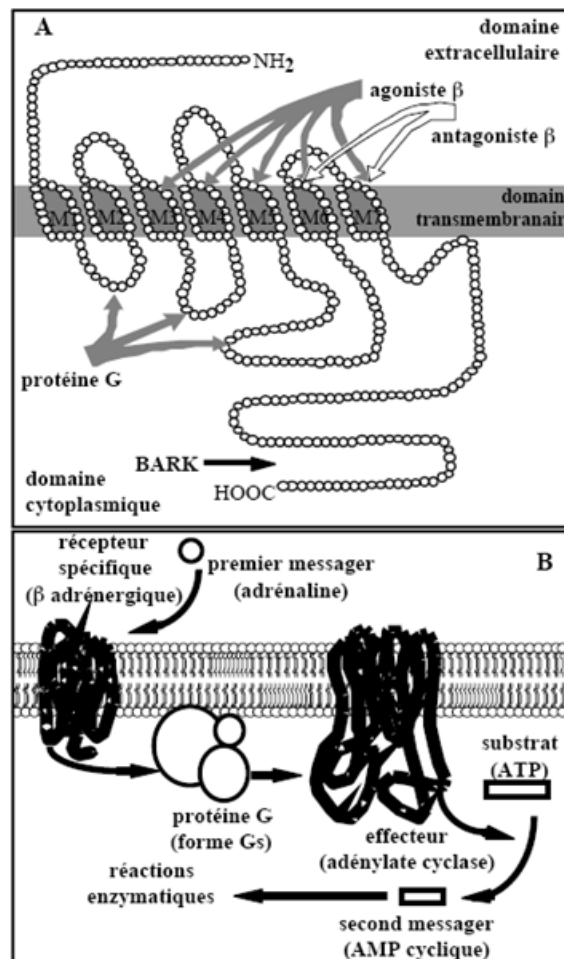 A
domaine
extracellulaire
NH2
agoniste β
antagoniste β
M1 M2 M3 M4 M5 M6 M7
domain
transmembranair
protéine G
BARK
domaine
cytoplasmique
HOOC
B
récepteur
spécifique
(β adrénergique)
premier messager
(adrénaline)
substrat
(ATP)
protéine G
(forme Gs)
effecteur
(adénylate cyclase)
réactions
enzymatiques
second messager
(AMP cyclique)